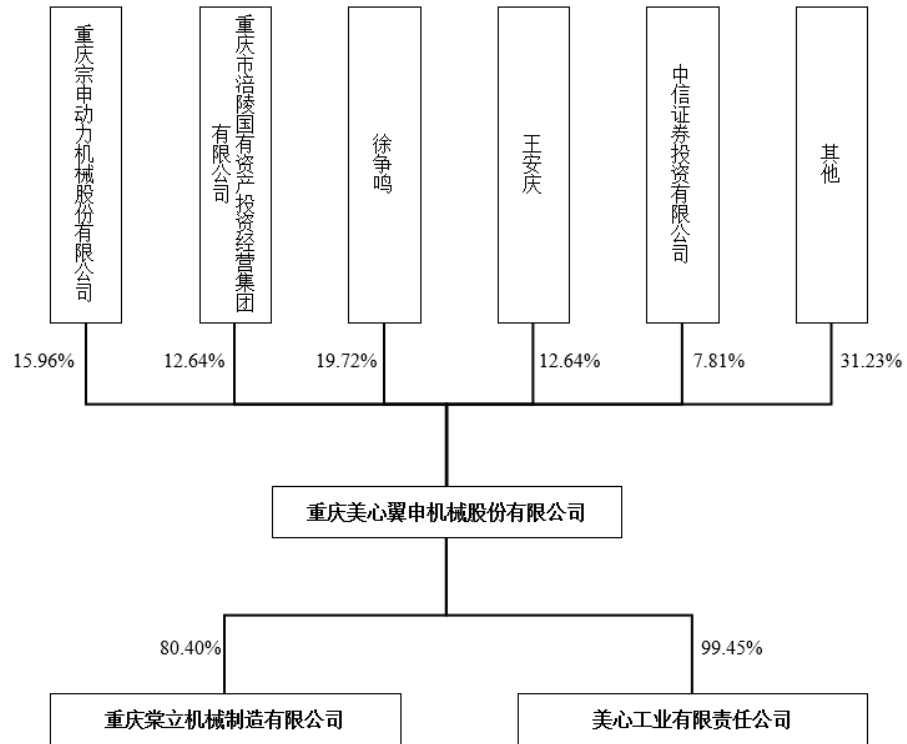 重庆宗申动力机械股份有限公司
重庆市涪陵国有资产投资经营集团
有限公司
徐争鸣
王安庆
中信证券投资有限公司
其他
15.96%
12.64%
19.72%
12.64%
7.81%
31.23%
重庆美心翼申机械股份有限公司
80.40%
99.45%
重庆棠立机械制造有限公司
美心工业有限责任公司